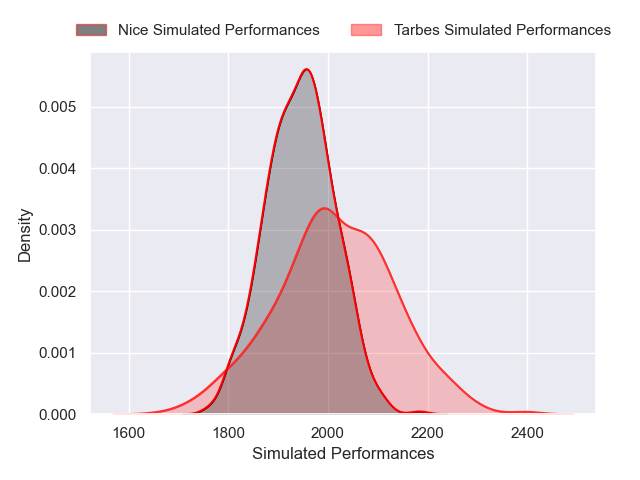 Nice Simulated Performances
Tarbes Simulated Performances
0.005
0.004
0.003
0.002
0.001
0.000
Density
1600
1800
2000
2200
2400
Simulated Performances